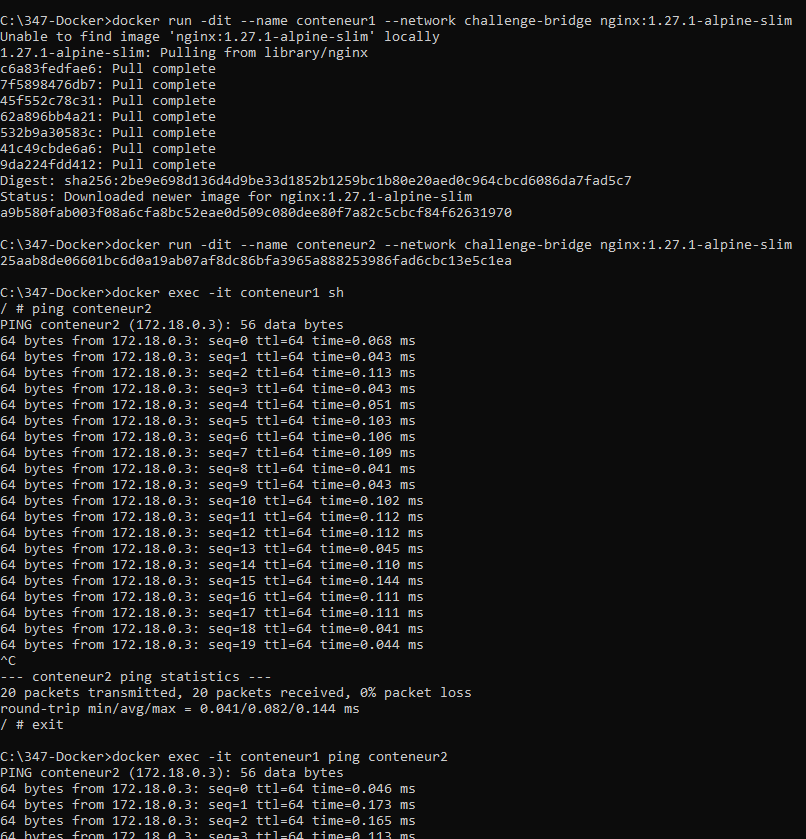 C:\347-Docker>docker run -dit --name conteneur1 --network challenge-bridge nginx:1.27.1-alpine-slim
Unable to find image 'nginx:1.27.1-alpine-slim' locally
1.27.1-alpine-slim: Pulling from library/nginx
c6a83fedfae6: Pull complete
7f5898476db7: Pull complete
45f552c78c31: Pull complete
62a896bb4a21: Pull complete
532b9a30583c: Pull complete
41c49cbde6a6: Pull complete
9da224fdd412: Pull complete
Digest: sha256:2be9e698d136d4d9be33d1852b1259bc1b80e20aed0c964cbcd6086da7fad5c7
Status: Downloaded newer image for nginx:1.27.1-alpine-slim
a9b580fab003f08a6cfa8bc52eae0d509c080dee80f7a82c5cbcf84f62631970
C:\347-Docker>docker run -dit --name conteneur2 --network challenge-bridge nginx:1.27.1-alpine-slim
25aab8de06601bc6d0a19ab07af8dc86bfa3965a888253986fad6cbc13e5c1ea
C:\347-Docker>docker exec -it conteneur1 sh
/ # ping conteneur2
PING conteneur2 (172.18.0.3): 56 data bytes
64 bytes from 172.18.0.3: seq=0 ttl=64 time=0.068 ms
64 bytes from 172.18.0.3: seq=1 ttl=64 time=0.043 ms
64 bytes from 172.18.0.3: seq=2 ttl=64 time=0.113 ms
64 bytes from 172.18.0.3: seq=3 ttl=64 time=0.043 ms
64 bytes from 172.18.0.3: seq=4 ttl=64 time=0.051 ms
64 bytes from 172.18.0.3: seq=5 ttl=64 time=0.103 ms
64 bytes from 172.18.0.3: seq=6 ttl=64 time=0.106 ms
64 bytes from 172.18.0.3: seq=7 ttl=64 time=0.109 ms
64 bytes from 172.18.0.3: seq=8 ttl=64 time=0.041 ms
64 bytes from 172.18.0.3: seq=9 ttl=64 time=0.043 ms
64 bytes from 172.18.0.3: seq=10 ttl=64 time=0.102 ms
64 bytes from 172.18.0.3: seq=11 ttl=64 time=0.112 ms
64 bytes from 172.18.0.3: seq=12 ttl=64 time=0.112 ms
64 bytes from 172.18.0.3: seq=13 ttl=64 time=0.045 ms
64 bytes from 172.18.0.3: seq=14 ttl=64 time=0.110 ms
64 bytes from 172.18.0.3: seq=15 ttl=64 time=0.144 ms
64 bytes from 172.18.0.3: seq=16 ttl=64 time=0.111 ms
64 bytes from 172.18.0.3: seq=17 ttl=64 time=0.111 ms
64 bytes from 172.18.0.3: seq=18 ttl=64 time=0.041 ms
64 bytes from 172.18.0.3: seq=19 ttl=64 time=0.044 ms
^C
--- conteneur2 ping statistics ---
20 packets transmitted, 20 packets received, 0% packet loss
round-trip min/avg/max = 0.041/0.082/0.144 ms
/ # exit
C:\347-Docker>docker exec -it conteneur1 ping conteneur2
PING conteneur2 (172.18.0.3): 56 data bytes
64 bytes from 172.18.0.3: seq=0 ttl=64 time=0.046 ms
64 bytes from 172.18.0.3: seq=1 ttl=64 time=0.173 ms
64 bytes from 172.18.0.3: seq=2 ttl=64 time=0.165 ms
64 bytes from 172.18.0.3: seq=3 ttl=64 time=0.113 ms